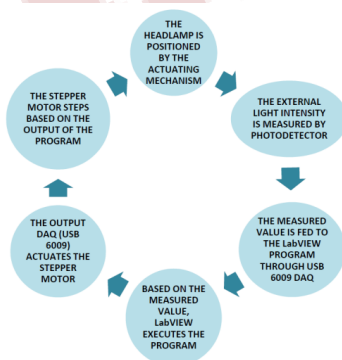 THE
HEADLAMP IS
POSITIONED
BY THE
ACTUATING
MECHANISM
THE EXTERNAL
LIGHT INTENSITY
IS MEASURED BY
PHOTODETECTOR
THE MEASURED
VALUE IS FED TO
THE LabVIEW
PROGRAM
THROUGH USB
6009 DAQ
BASED ON THE
MEASURED
VALUE,
LabVIEW
EXECUTES THE
PROGRAM
THE OUTPUT
DAQ (USB
6009)
ACTUATES THE
STEPPER
MOTOR
THE STEPPER
MOTOR STEPS
BASED ON THE
OUTPUT OF THE
PROGRAM